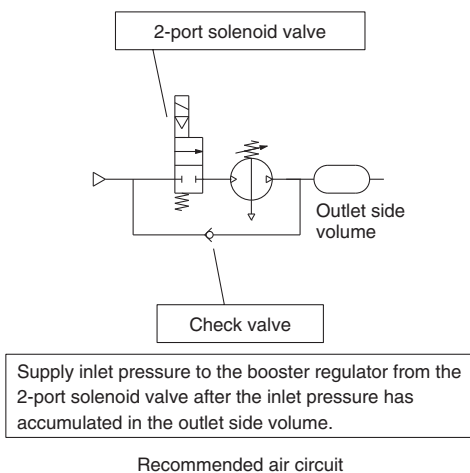 2-port solenoid valve
Outlet side
volume
Check valve
Supply inlet pressure to the booster regulator from the
2-port solenoid valve after the inlet pressure has
accumulated in the outlet side volume.
Recommended air circuit